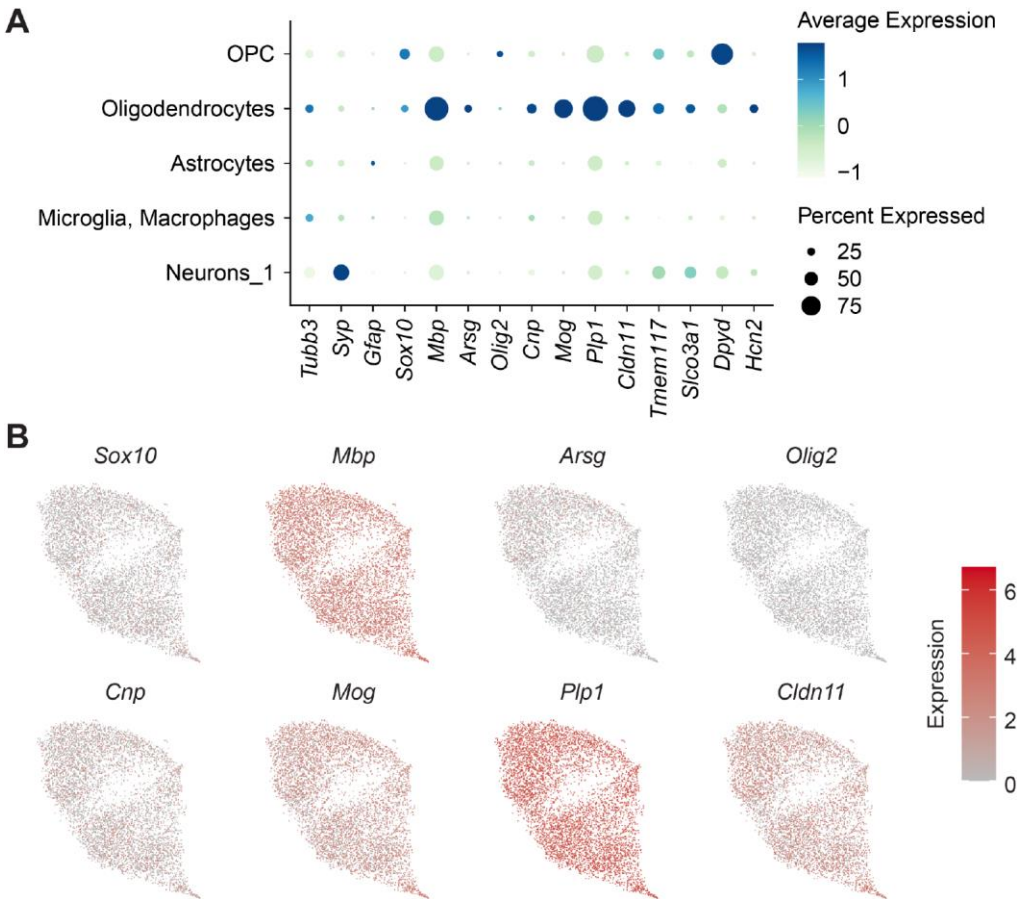 A
OPC
Oligodendrocytes
Astrocytes
Microglia, Macrophages
Neurons_1
Tubb3
Syp
Gfap
Sox10
Mbp
Arsg
Olig2
Cnp
Mog
Plp1
Cldn11
Tmem117
Slco3a1
Dpyd
Hcn2
Average Expression
1
0
−1
Percent Expressed
25
50
75
B
Sox10 Mbp Arsg Olig2
Cnp Mog Plp1 Cldn11
Expression
6
4
2
0